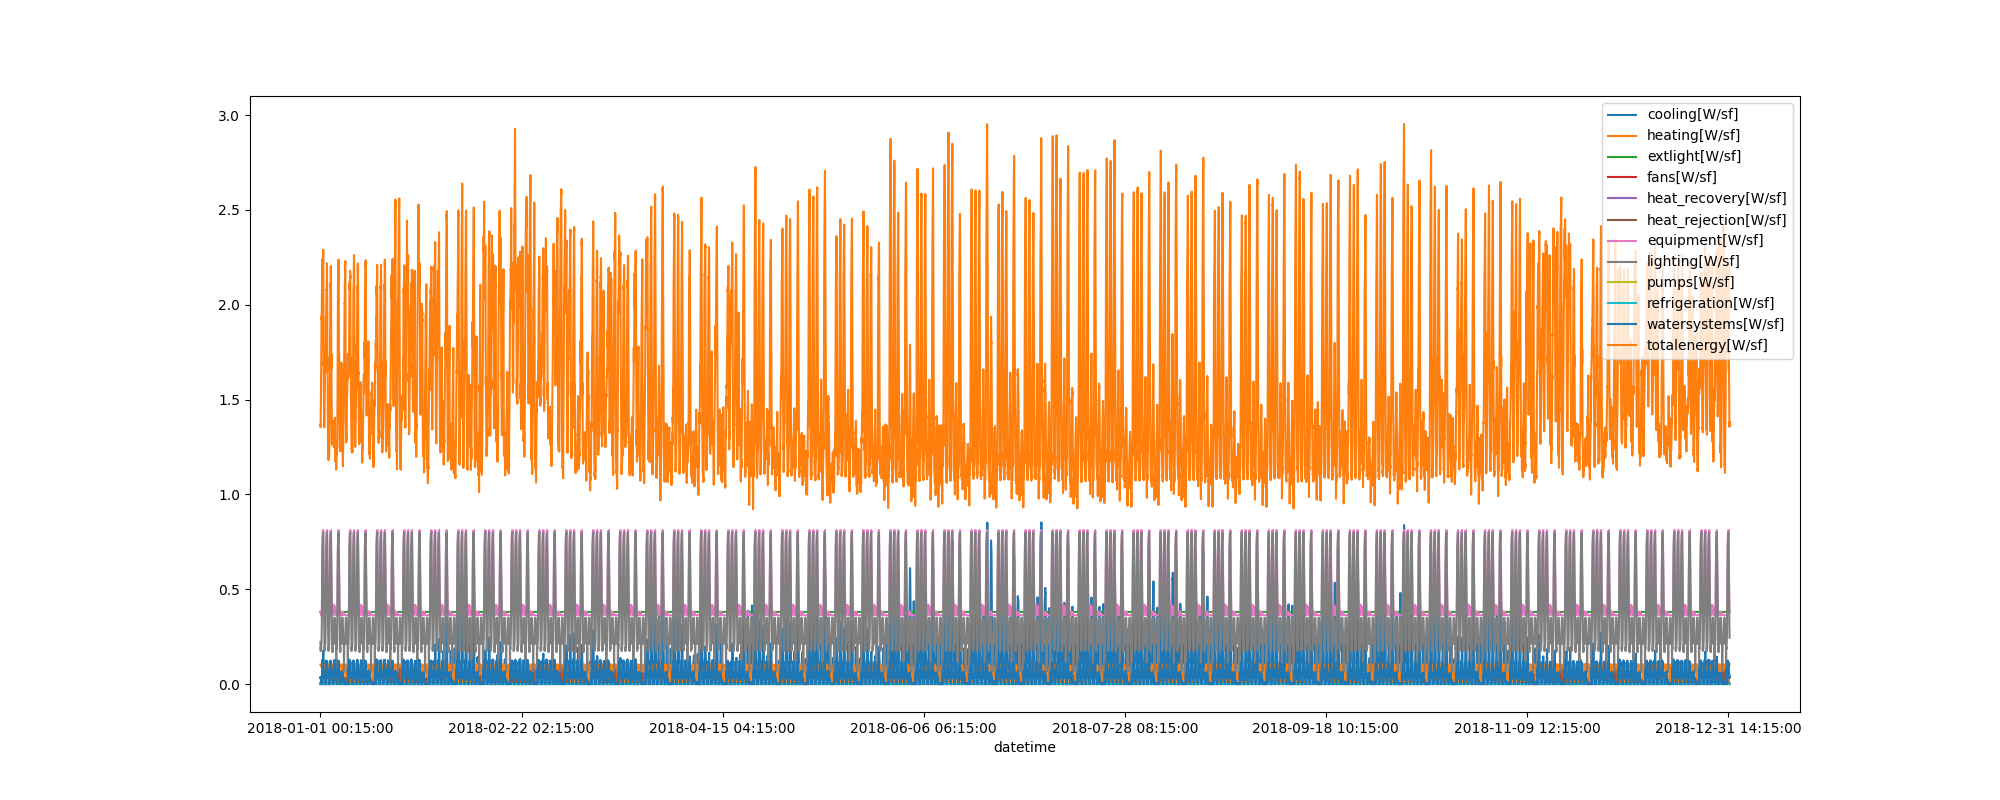 3.0
2.5
2.0
1.5
1.0
0.5
0.0
cooling[W/sf]
heating[W/sf]
extlight[W/sf]
fans[W/sf]
heat_recovery[W/sf]
heat_rejection[W/sf]
equipment[W/sf]
lighting[W/sf]
pumps[W/sf]
refrigeration[W/sf]
watersystems[W/sf]
totalenergy[W/sf]
2018-01-01 00:15:00 2018-02-22 02:15:00 2018-04-15 04:15:00 2018-06-06 06:15:00 2018-07-28 08:15:00 2018-09-18 10:15:00 2018-11-09 12:15:00 2018-12-31 14:15:00
datetime